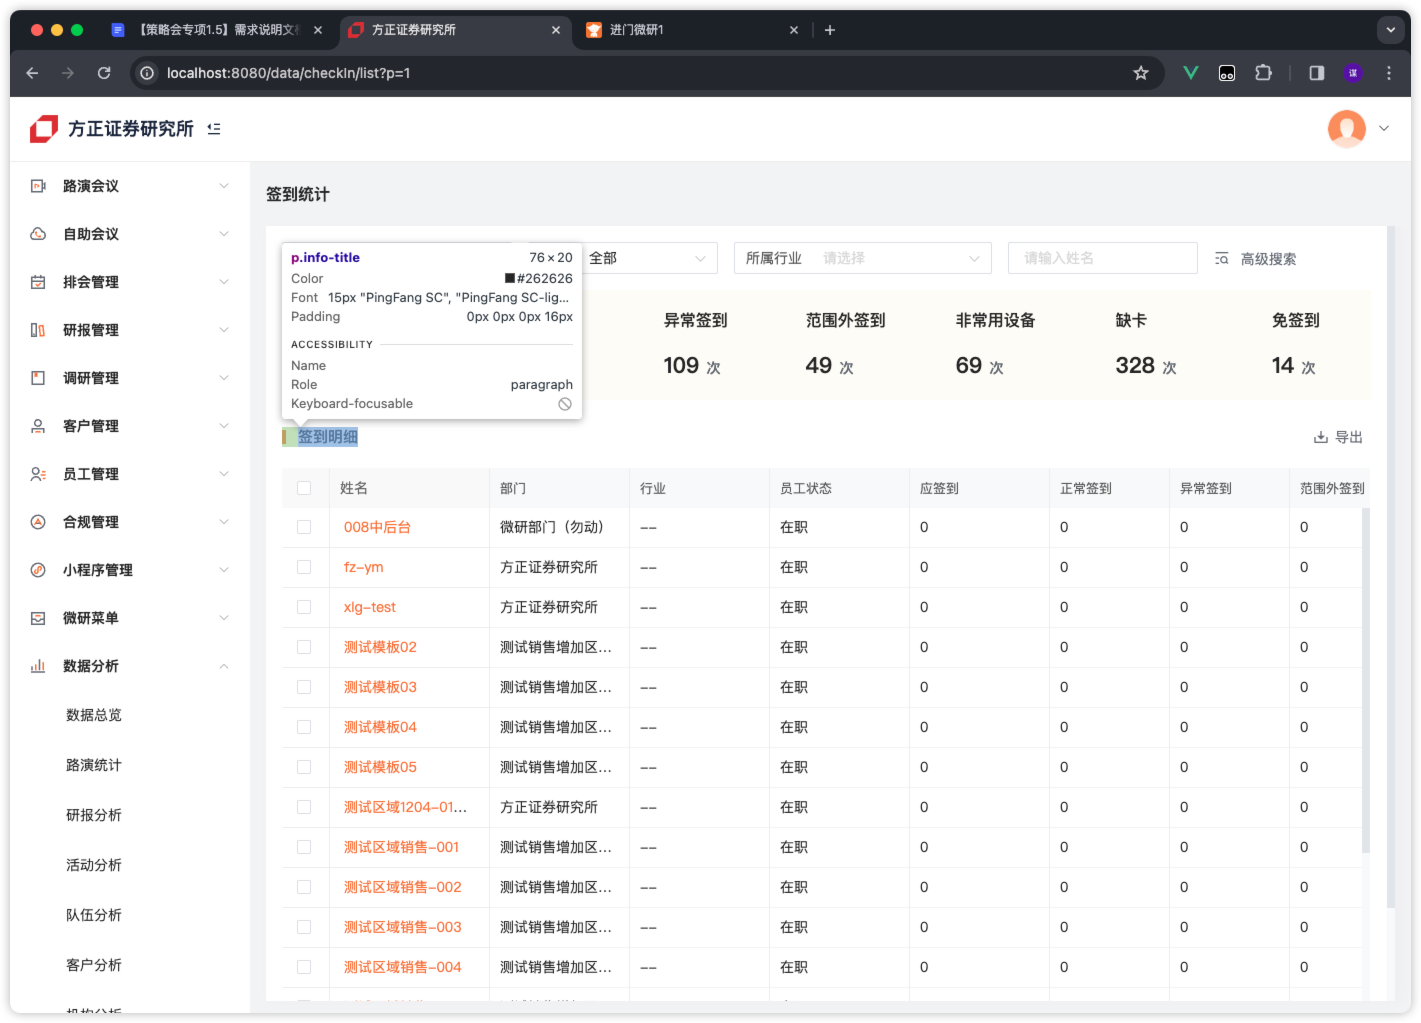 【策略会专项1.5】需求说明文档
方正证券研究所
进门微研1
localhost:8080/data/checkIn/list?p=1
谋
方正证券研究所
路演会议
自助会议
排会管理
研报管理
调研管理
客户管理
员工管理
合规管理
小程序管理
微研菜单
数据分析
数据总览
路演统计
研报分析
活动分析
队伍分析
客户分析
机构分析
签到统计
全部
所属行业 请选择
请输入姓名
高级搜索
p.info-title 76 × 20
Color #262626
Font 15px "PingFang SC", "PingFang SC-lig...
Padding 0px 0px 0px 16px
ACCESSIBILITY
Name
Role paragraph
Keyboard-focusable
异常签到 范围外签到 非常用设备 缺卡 免签到
109 次 49 次 69 次 328 次 14 次
签到明细
导出
姓名 部门 行业 员工状态 应签到 正常签到 异常签到 范围外签到
008中后台 微研部门（勿动） -- 在职 0 0 0 0
fz-ym 方正证券研究所 -- 在职 0 0 0 0
xlg-test 方正证券研究所 -- 在职 0 0 0 0
测试模板02 测试销售增加区... -- 在职 0 0 0 0
测试模板03 测试销售增加区... -- 在职 0 0 0 0
测试模板04 测试销售增加区... -- 在职 0 0 0 0
测试模板05 测试销售增加区... -- 在职 0 0 0 0
测试区域1204-01... 方正证券研究所 -- 在职 0 0 0 0
测试区域销售-001 测试销售增加区... -- 在职 0 0 0 0
测试区域销售-002 测试销售增加区... -- 在职 0 0 0 0
测试区域销售-003 测试销售增加区... -- 在职 0 0 0 0
测试区域销售-004 测试销售增加区... -- 在职 0 0 0 0